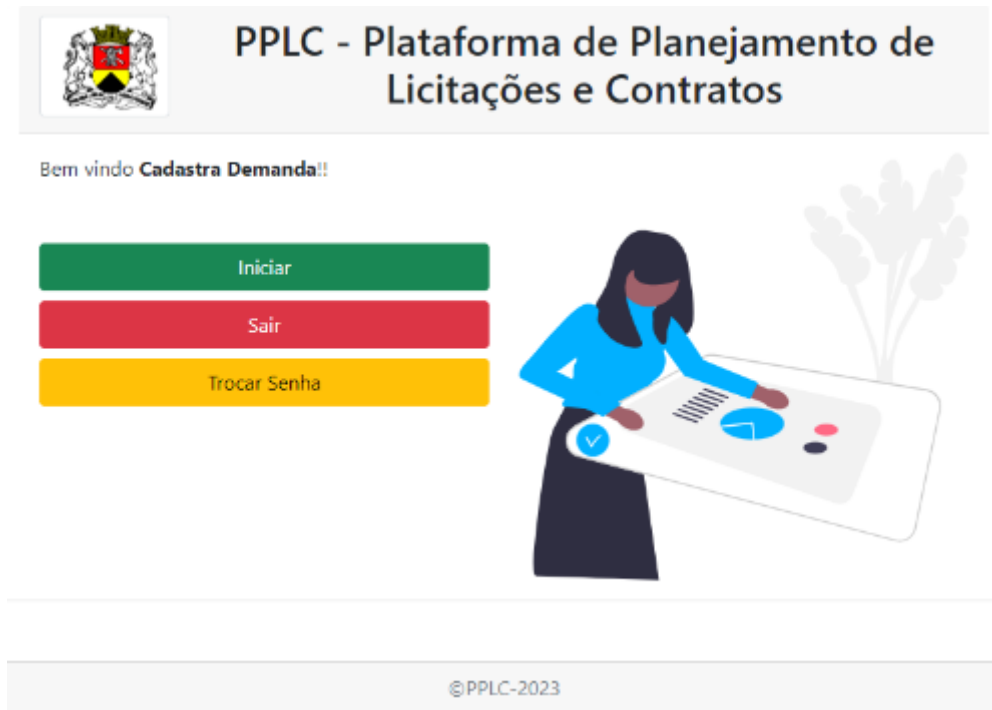 PPLC - Plataforma de Planejamento de
Licitações e Contratos
Bem vindo Cadastra Demanda!!
Iniciar
Sair
Trocar Senha
©PPLC-2023